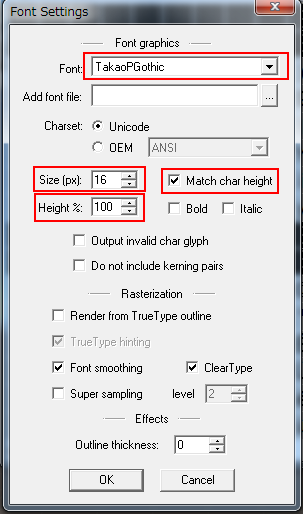 Font Settings
Font graphics
Font: TakaoPGothic
Add font file: ...
Charset: Unicode
OEM ANSI
Size (px): 16 Match char height
Height %: 100 Bold Italic
Output invalid char glyph
Do not include kerning pairs
Rasterization
Render from TrueType outline
TrueType hinting
Font smoothing ClearType
Super sampling level 2
Effects
Outline thickness: 0
OK Cancel